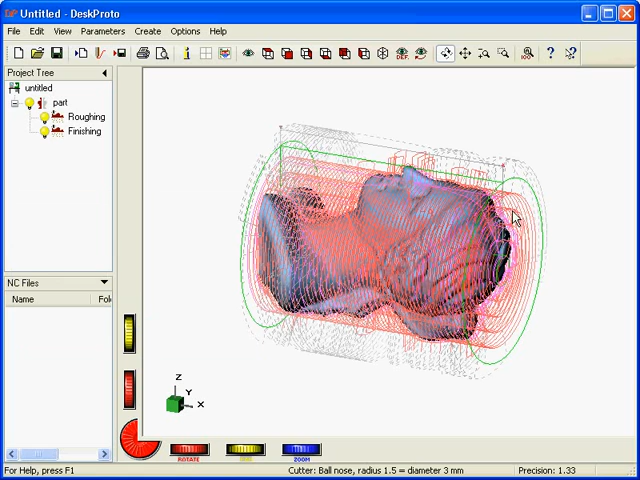 Untitled - DeskProto
File Edit View Parameters Create Options Help
Project Tree
untitled
part
Roughing
Finishing
NC Files
Name Fol
Z
Y
X
ROTATE ZOOM
For Help, press F1 Cutter: Ball nose, radius 1.5 = diameter 3 mm Precision: 1.33